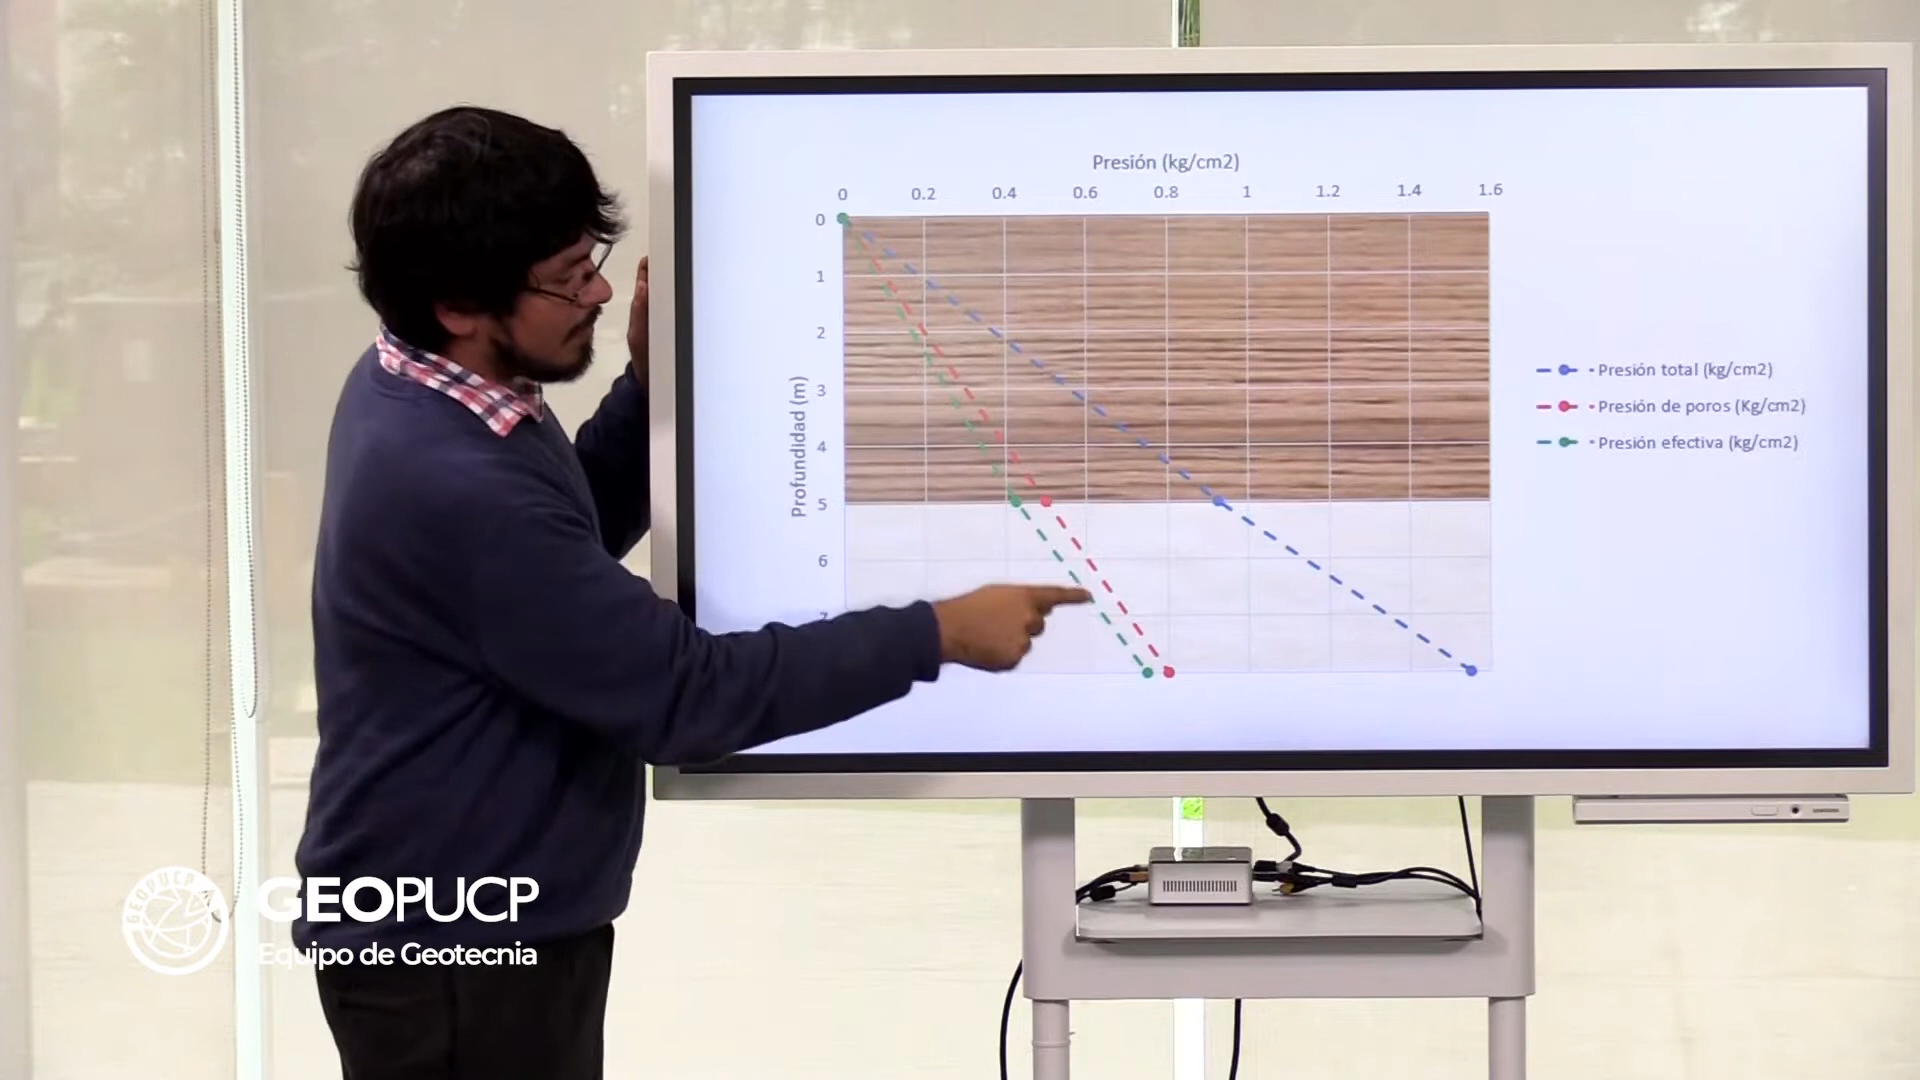 Presión (kg/cm2)
0 0.2 0.4 0.6 0.8 1 1.2 1.4 1.6
0
1
2
3
4
5
6
7
Profundidad (m)
Presión total (kg/cm2)
Presión de poros (Kg/cm2)
Presión efectiva (kg/cm2)
GEOPUCP
GEOPUCP
Equipo de Geotecnia